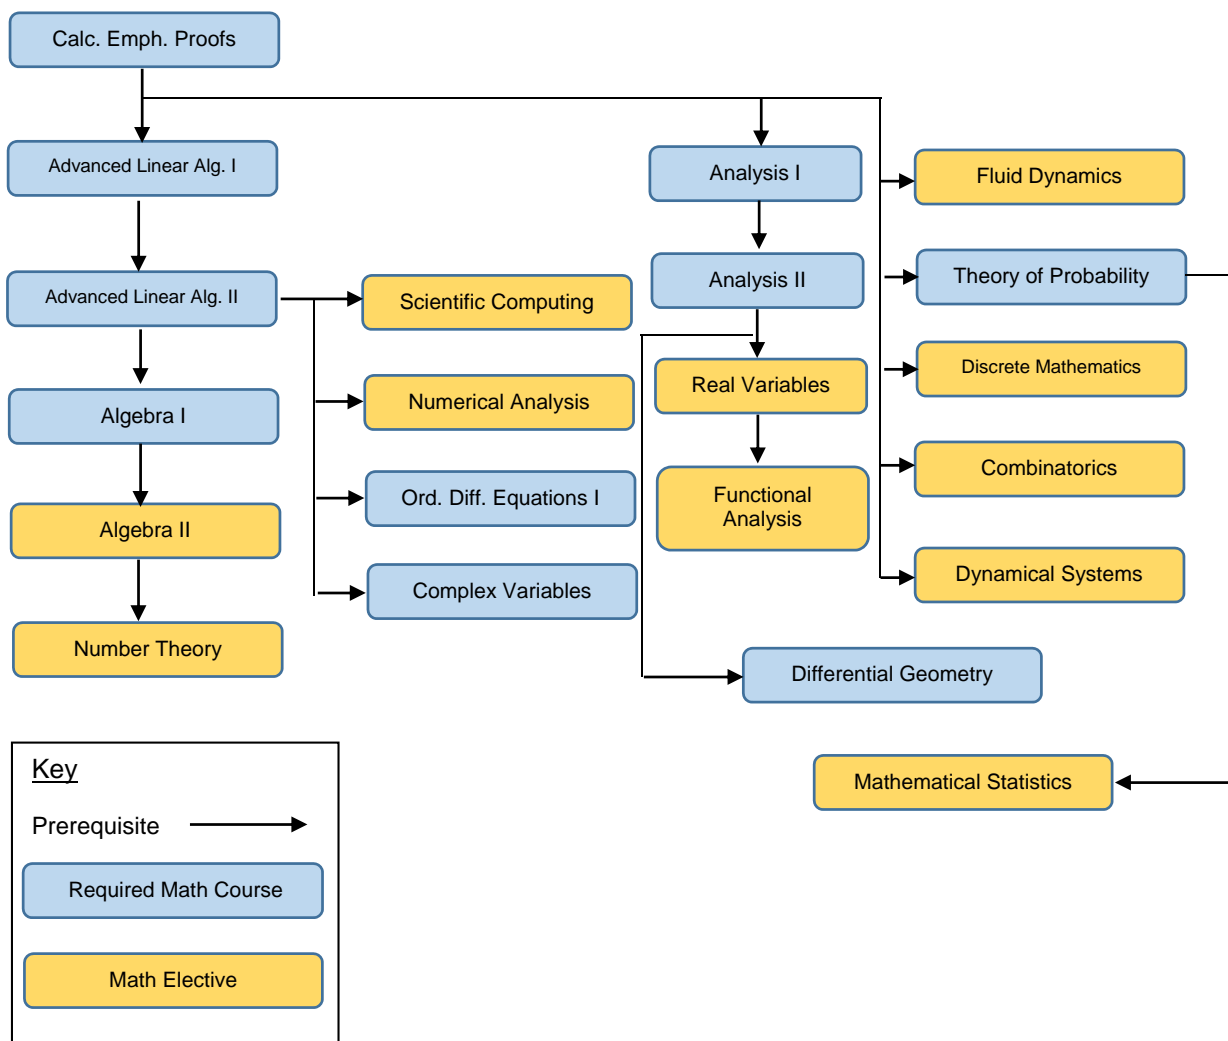 Calc. Emph. Proofs
Advanced Linear Alg. I
Analysis I
Fluid Dynamics
Advanced Linear Alg. II
Scientific Computing
Analysis II
Theory of Probability
Algebra I
Numerical Analysis
Real Variables
Discrete Mathematics
Algebra II
Ord. Diff. Equations I
Functional
Analysis
Combinatorics
Complex Variables
Dynamical Systems
Number Theory
Differential Geometry
Mathematical Statistics
Key
Prerequisite
Required Math Course
Math Elective